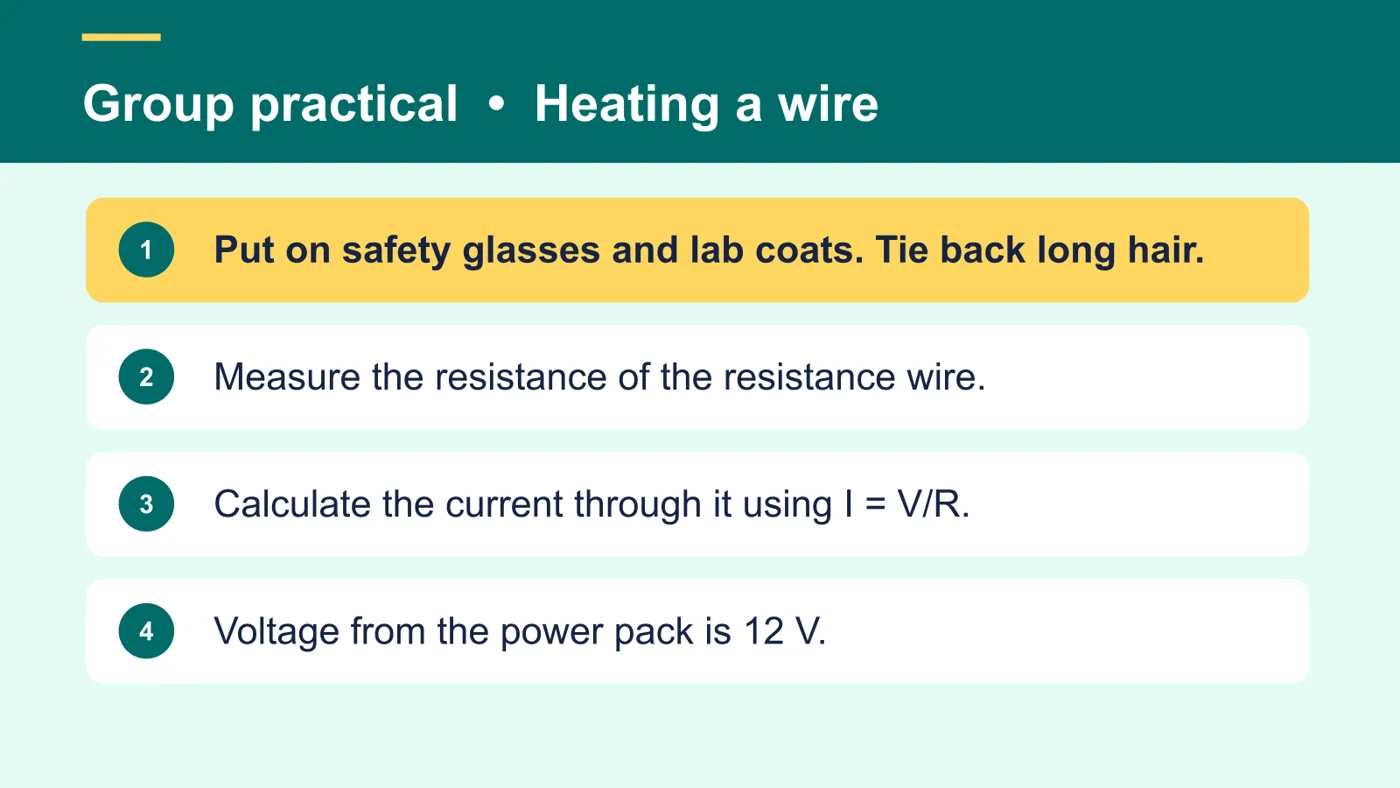 Group practical • Heating a wire
1 Put on safety glasses and lab coats. Tie back long hair.
2 Measure the resistance of the resistance wire.
3 Calculate the current through it using I = V/R.
4 Voltage from the power pack is 12 V.